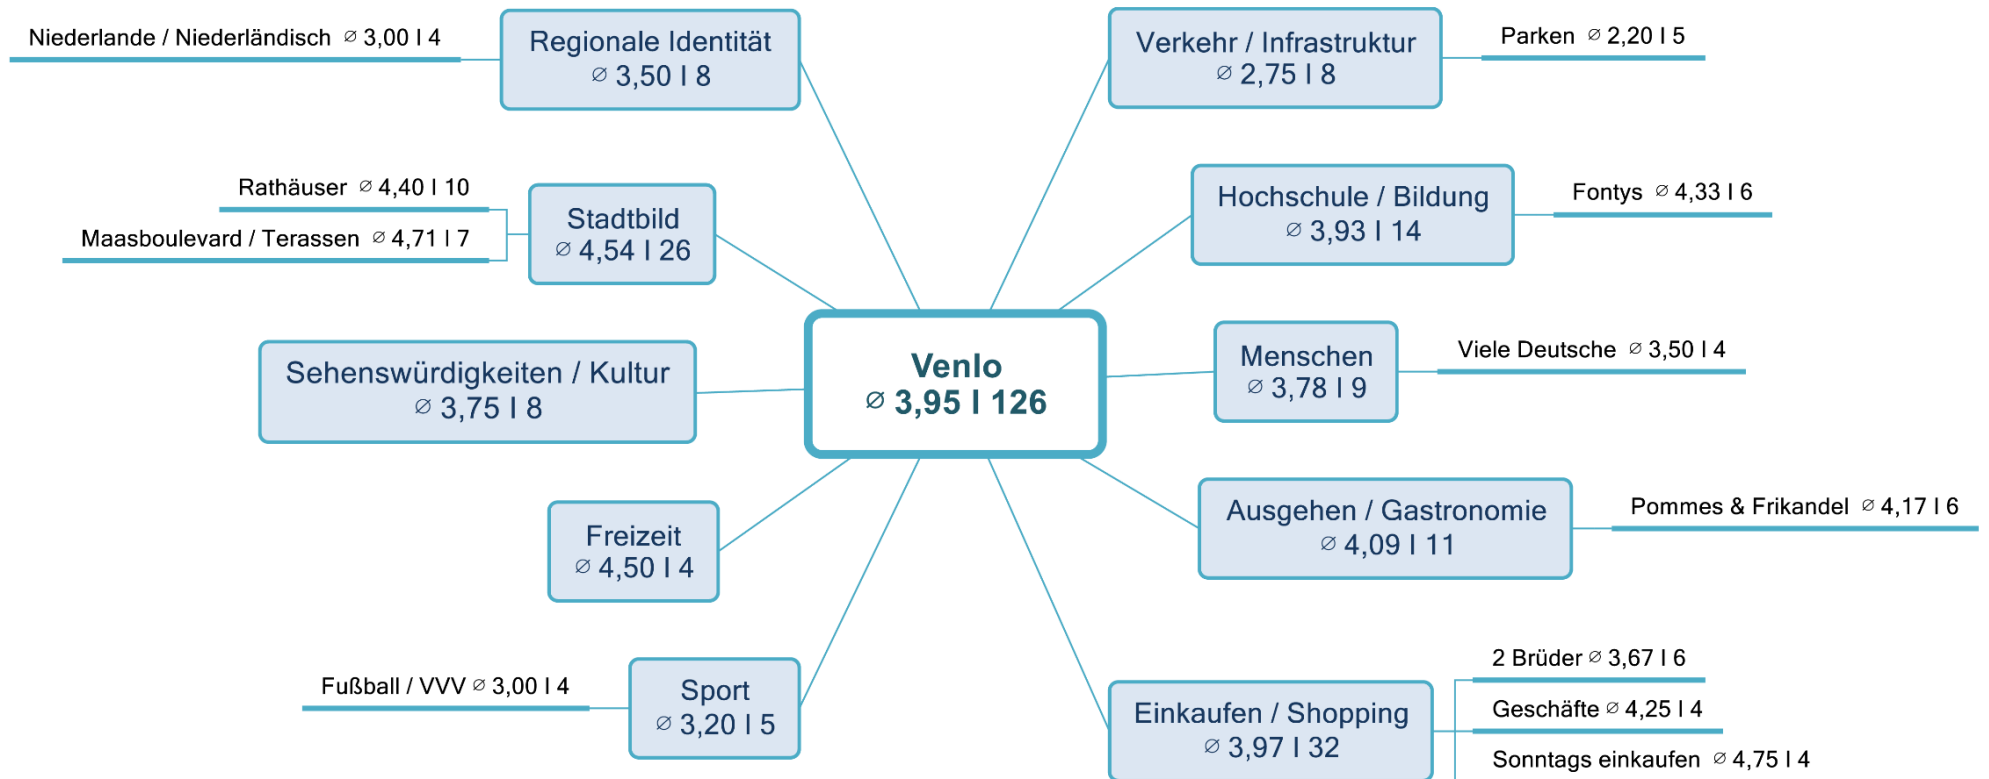 Niederlande / Niederländisch ∅ 3,00 I 4
Regionale Identität
∅ 3,50 I 8
Verkehr / Infrastruktur
∅ 2,75 I 8
Parken ∅ 2,20 I 5
Rathäuser ∅ 4,40 I 10
Maasboulevard / Terassen ∅ 4,71 I 7
Stadtbild
∅ 4,54 I 26
Hochschule / Bildung
∅ 3,93 I 14
Fontys ∅ 4,33 I 6
Sehenswürdigkeiten / Kultur
∅ 3,75 I 8
Venlo
∅ 3,95 I 126
Menschen
∅ 3,78 I 9
Viele Deutsche ∅ 3,50 I 4
Freizeit
∅ 4,50 I 4
Ausgehen / Gastronomie
∅ 4,09 I 11
Pommes & Frikandel ∅ 4,17 I 6
Fußball / VVV ∅ 3,00 I 4
Sport
∅ 3,20 I 5
Einkaufen / Shopping
∅ 3,97 I 32
2 Brüder ∅ 3,67 I 6
Geschäfte ∅ 4,25 I 4
Sonntags einkaufen ∅ 4,75 I 4